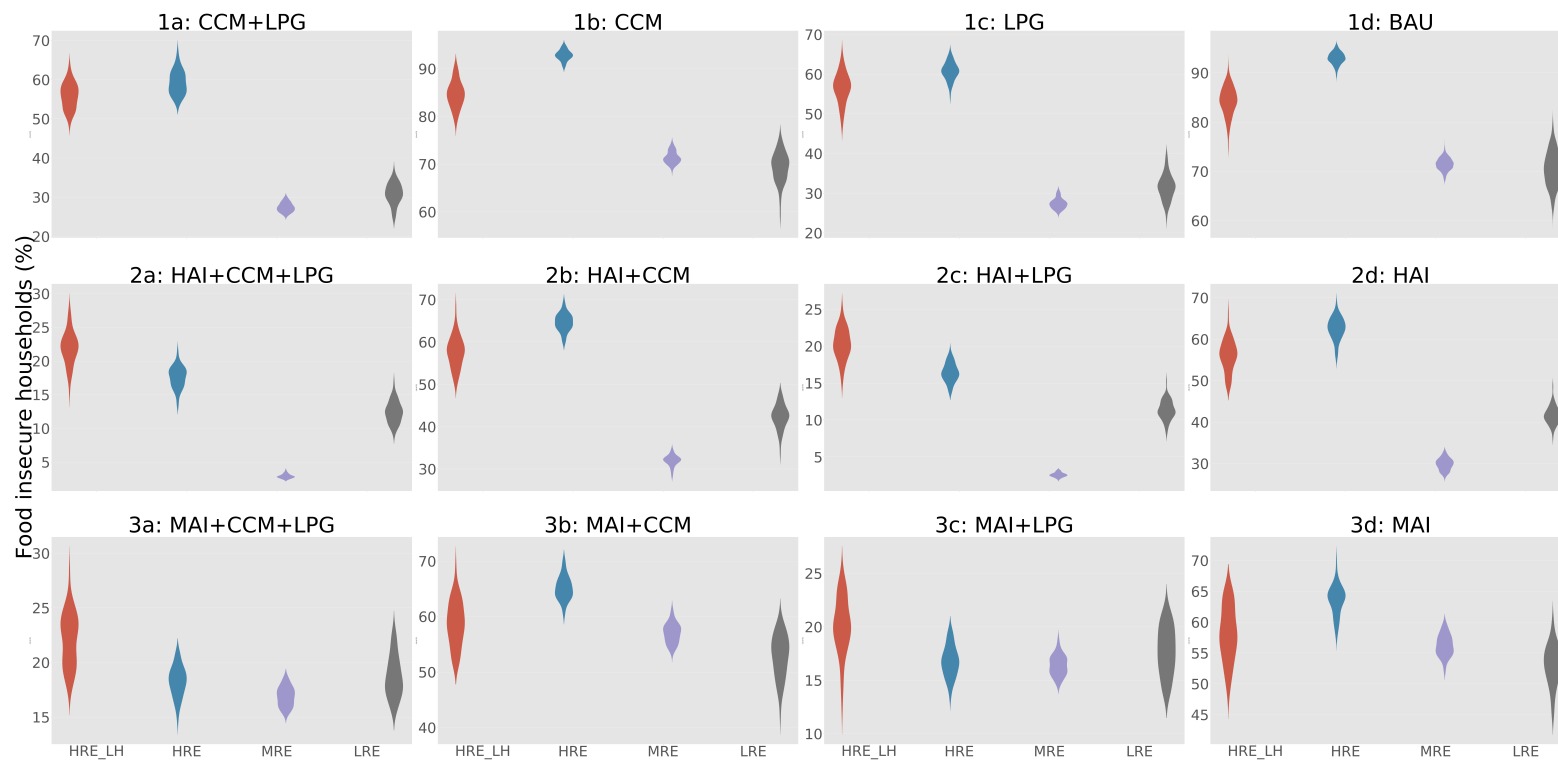 1a: CCM+LPG 1b: CCM 1c: LPG 1d: BAU
70 90 70 90
60 80 60 80
50 70 50 70
40 60 40 60
30 30
20 20
Food insecure households (%)
2a: HAI+CCM+LPG 2b: HAI+CCM 2c: HAI+LPG 2d: HAI
30 70 25 70
25 60 20 60
20 50 15 50
15 40 10 40
10 30 5 30
5
3a: MAI+CCM+LPG 3b: MAI+CCM 3c: MAI+LPG 3d: MAI
30 70 25 70
25 60 20 65
20 50 15 60
15 40 10 55
50
45
HRE_LH HRE MRE LRE HRE_LH HRE MRE LRE HRE_LH HRE MRE LRE HRE_LH HRE MRE LRE